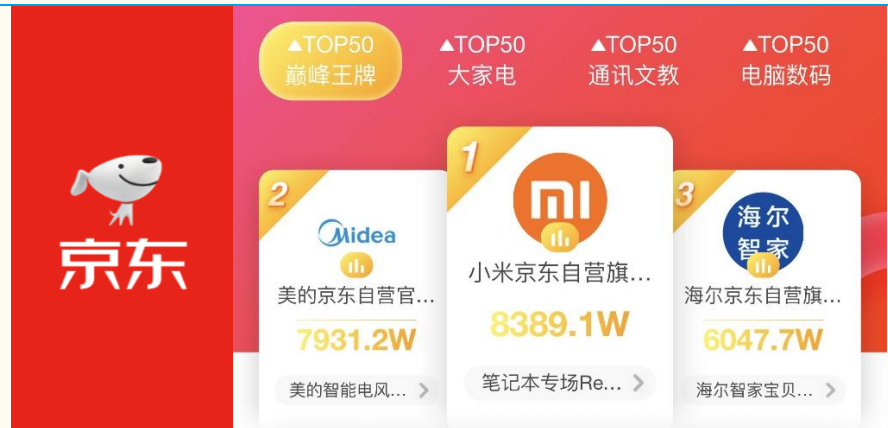 京东
▲TOP50
巅峰王牌
▲TOP50
大家电
▲TOP50
通讯文教
▲TOP50
电脑数码
2
Midea
美的京东自营官...
7931.2W
美的智能电风... >
1
小米京东自营旗...
8389.1W
笔记本专场Re... >
3
海尔
智家
海尔京东自营旗...
6047.7W
海尔智家宝贝... >